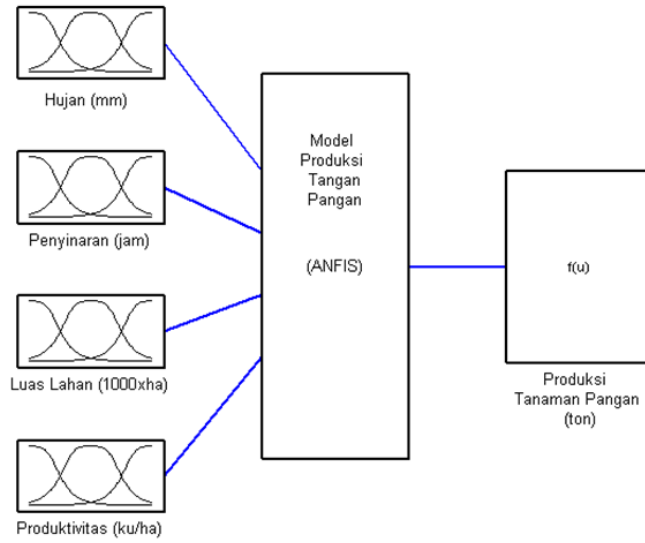 Hujan (mm)
Penyinaran (jam)
Luas Lahan (1000xha)
Produktivitas (ku/ha)
Model
Produksi
Tangan
Pangan
(ANFIS)
f(u)
Produksi
Tanaman Pangan
(ton)